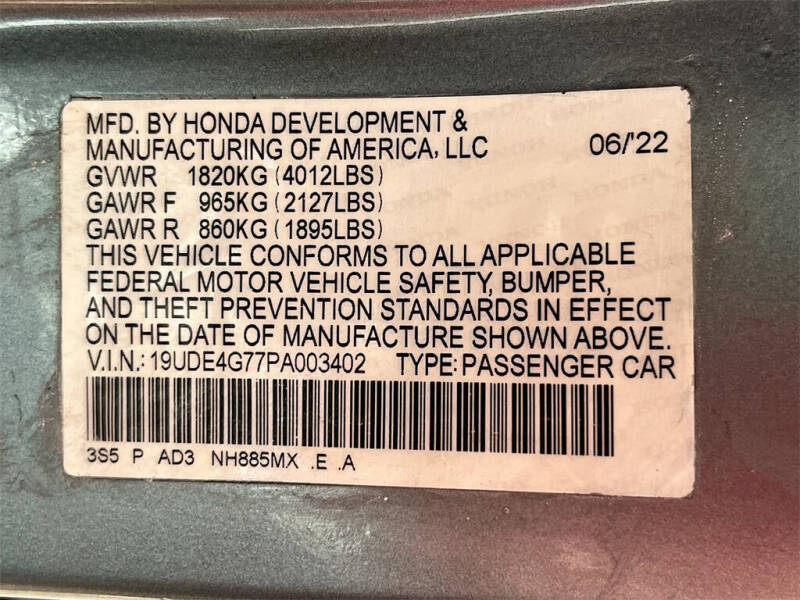 MFD. BY HONDA DEVELOPMENT &
MANUFACTURING OF AMERICA, LLC 06/'22
GVWR 1820KG (4012LBS)
GAWR F 965KG (2127LBS)
GAWR R 860KG (1895LBS)
THIS VEHICLE CONFORMS TO ALL APPLICABLE
FEDERAL MOTOR VEHICLE SAFETY, BUMPER,
AND THEFT PREVENTION STANDARDS IN EFFECT
ON THE DATE OF MANUFACTURE SHOWN ABOVE.
V.I.N.: 19UDE4G77PA003402 TYPE: PASSENGER CAR
3S5 P AD3 NH885MX .E .A